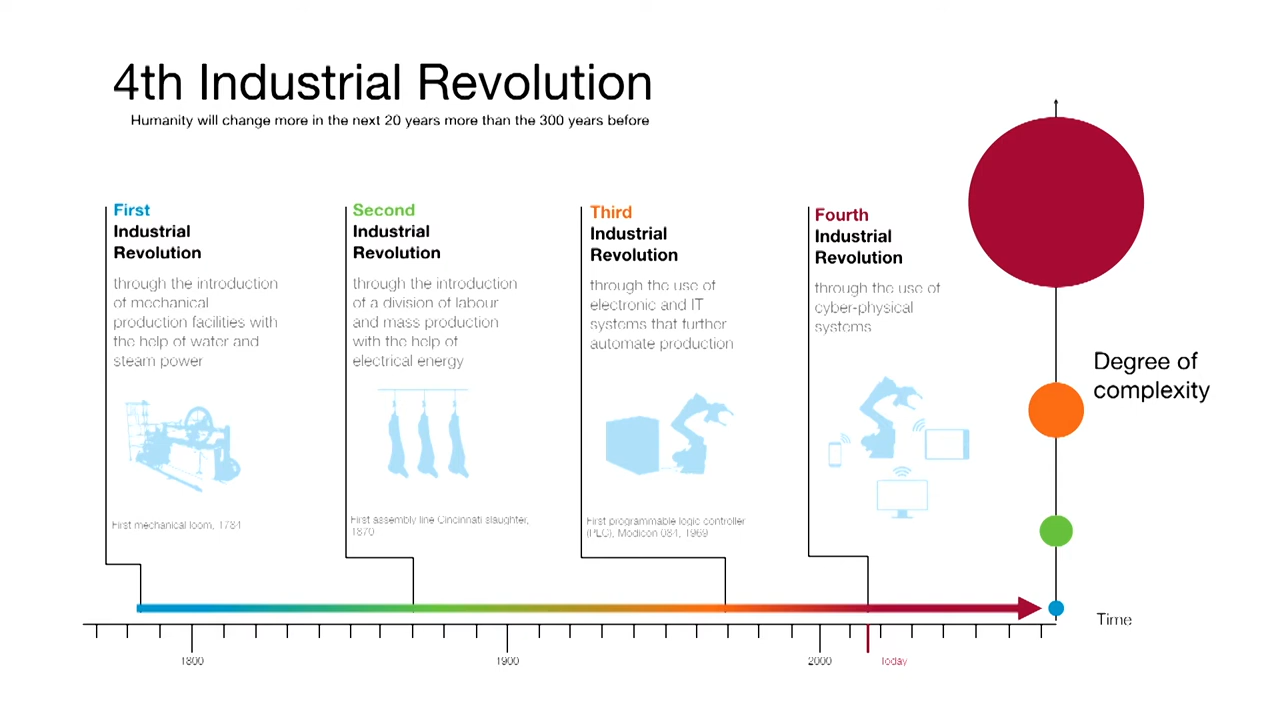 4th Industrial Revolution
Humanity will change more in the next 20 years more than the 300 years before
First
Industrial
Revolution
through the introduction
of mechanical
production facilities with
the help of water and
steam power
First mechanical loom, 1784
Second
Industrial
Revolution
through the introduction
of a division of labour
and mass production
with the help of
electrical energy
First assembly line Cincinnati slaughter,
1870
Third
Industrial
Revolution
through the use of
electronic and IT
systems that further
automate production
First programmable logic controller
(PLC), Modicon 084, 1969
Fourth
Industrial
Revolution
through the use of
cyber-physical
systems
Degree of
complexity
Time
1800
1900
2000
Today